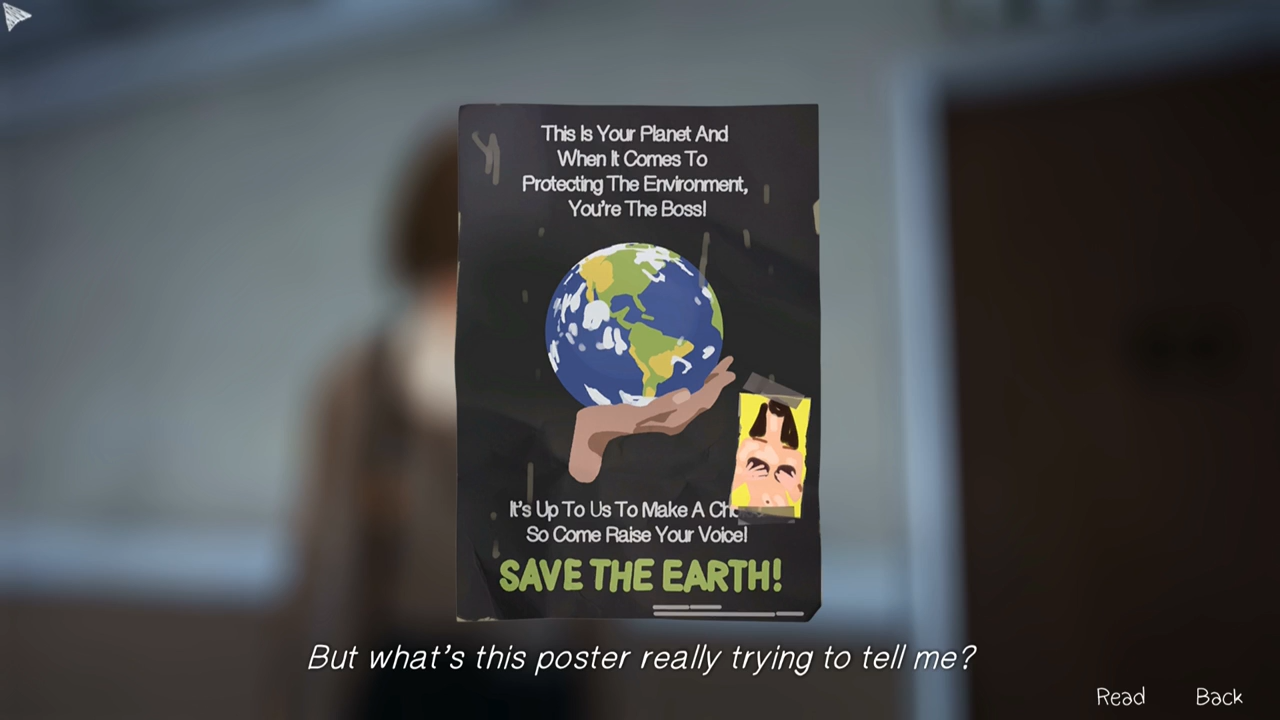 This Is Your Planet And
When It Comes To
Protecting The Environment,
You're The Boss!
It's Up To Us To Make A
So Come Raise Your Voice!
SAVE THE EARTH!
But what's this poster really trying to tell me?
Read Back